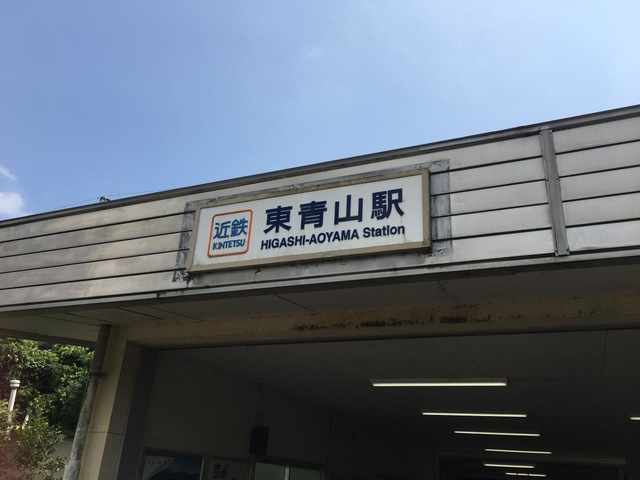 近鉄
KINTETSU
東青山駅
HIGASHI-AOYAMA Station